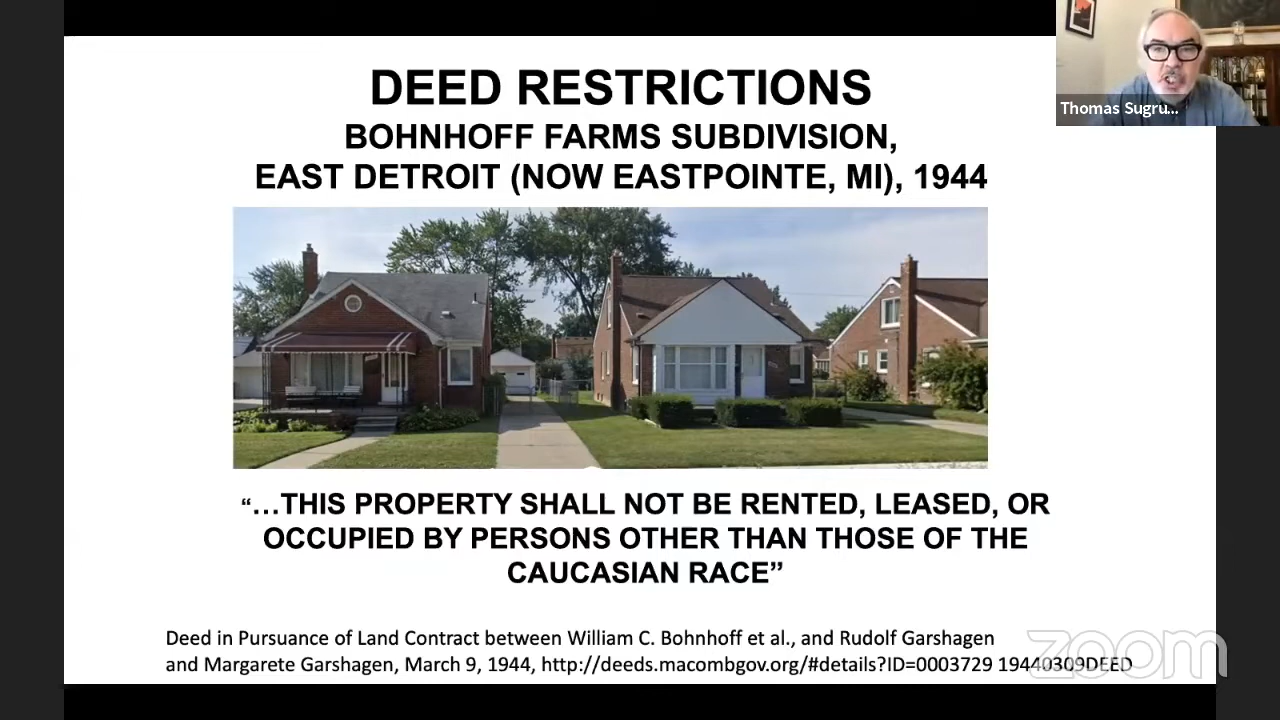 DEED RESTRICTIONS
BOHNHOFF FARMS SUBDIVISION,
EAST DETROIT (NOW EASTPOINTE, MI), 1944
Thomas Sugru...
“…THIS PROPERTY SHALL NOT BE RENTED, LEASED, OR
OCCUPIED BY PERSONS OTHER THAN THOSE OF THE
CAUCASIAN RACE”
Deed in Pursuance of Land Contract between William C. Bohnhoff et al., and Rudolf Garshagen
and Margarete Garshagen, March 9, 1944, http://deeds.macombgov.org/#details?ID=0003729 19440309DEED
zoom